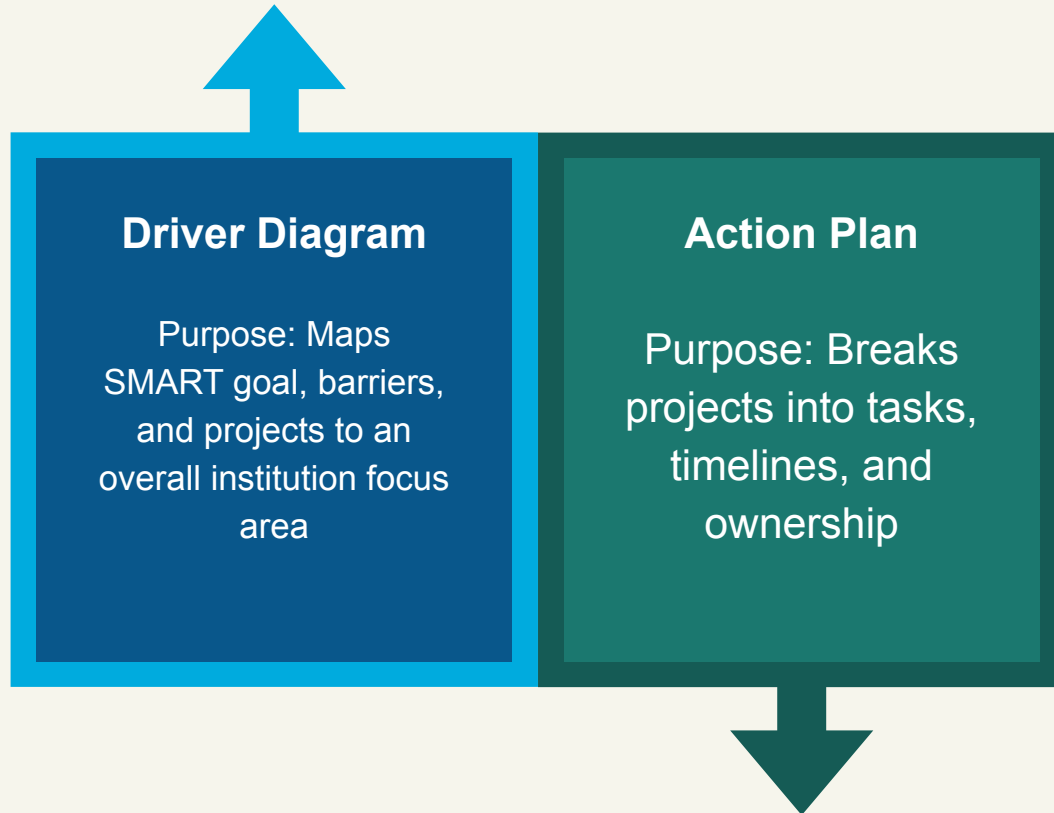 Driver Diagram
Purpose: Maps
SMART goal, barriers,
and projects to an
overall institution focus
area
Action Plan
Purpose: Breaks
projects into tasks,
timelines, and
ownership